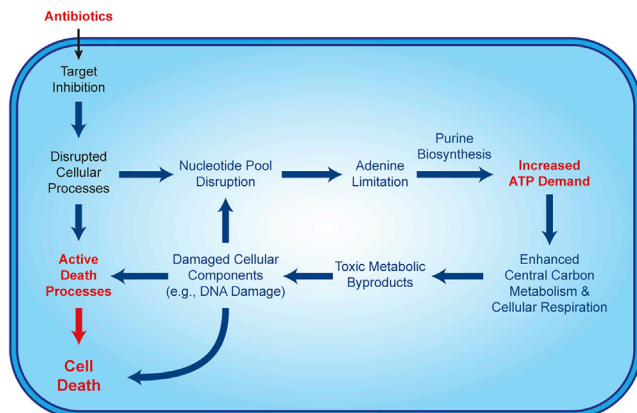 Antibiotics
Target
Inhibition
Disrupted
Cellular
Processes
Nucleotide Pool
Disruption
Adenine
Limitation
Purine
Biosynthesis
Increased
ATP Demand
Active
Death
Processes
Damaged Cellular
Components
(e.g., DNA Damage)
Toxic Metabolic
Byproducts
Enhanced
Central Carbon
Metabolism &
Cellular Respiration
Cell
Death